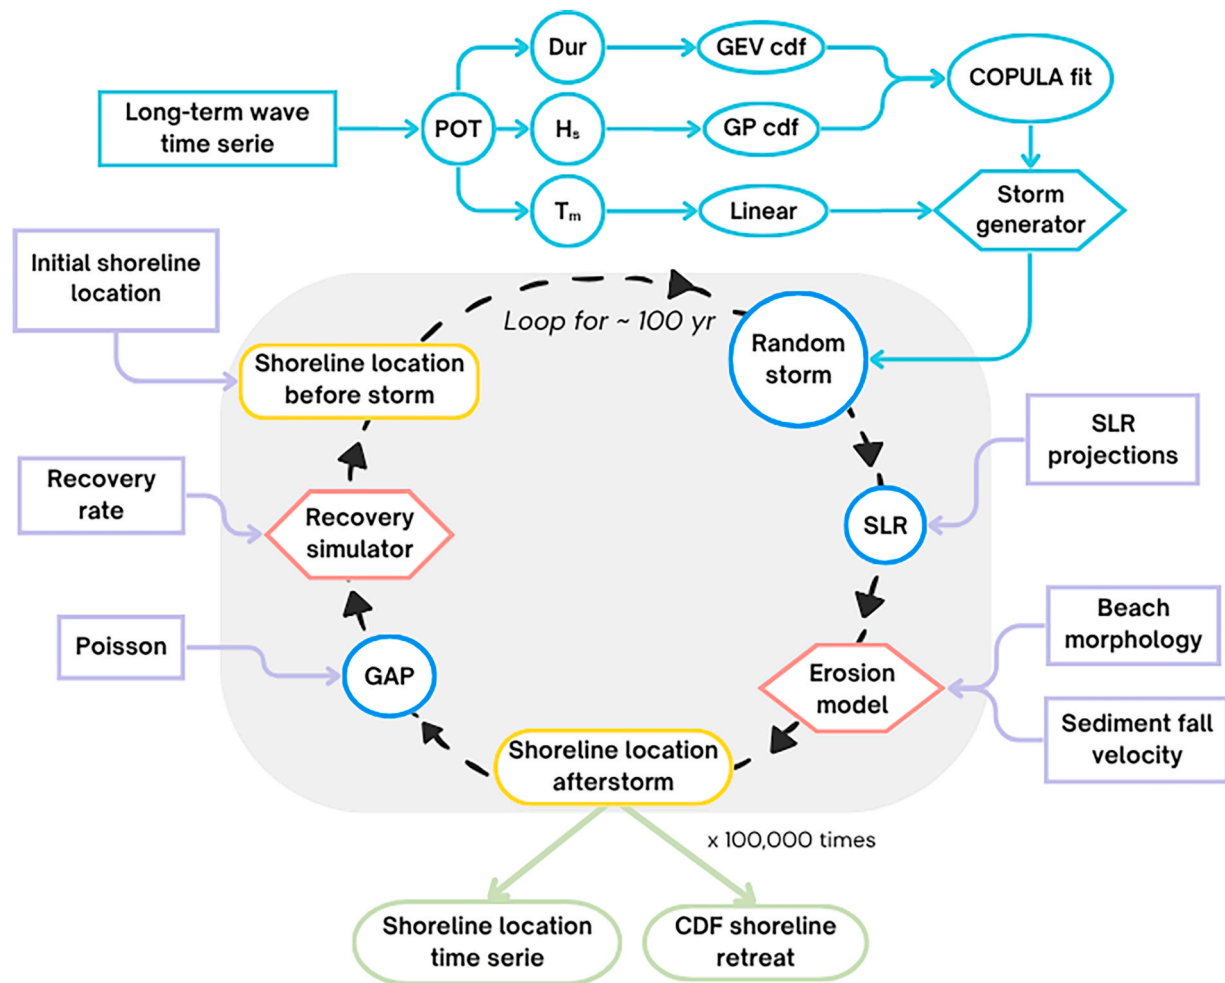 Dur
GEV cdf
COPULA fit
Long-term wave
time serie
POT
Hₛ
GP cdf
Tₘ
Linear
Storm
generator
Initial shoreline
location
Loop for ~ 100 yr
Random
storm
Shoreline location
before storm
SLR
projections
Recovery
rate
Recovery
simulator
SLR
Beach
morphology
Poisson
GAP
Erosion
model
Sediment fall
velocity
Shoreline location
afterstorm
x 100,000 times
Shoreline location
time serie
CDF shoreline
retreat